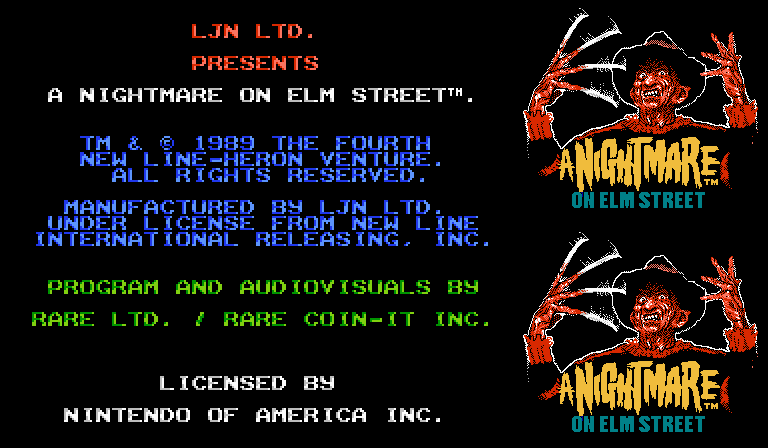 LJN LTD.
PRESENTS
A NIGHTMARE ON ELM STREET™.
TM & © 1989 THE FOURTH
NEW LINE-HERON VENTURE.
ALL RIGHTS RESERVED.
MANUFACTURED BY LJN LTD.
UNDER LICENSE FROM NEW LINE
INTERNATIONAL RELEASING, INC.
PROGRAM AND AUDIOVISUALS BY
RARE LTD. / RARE COIN-IT INC.
LICENSED BY
NINTENDO OF AMERICA INC.
A NIGHTMARE™
ON ELM STREET
A NIGHTMARE™
ON ELM STREET